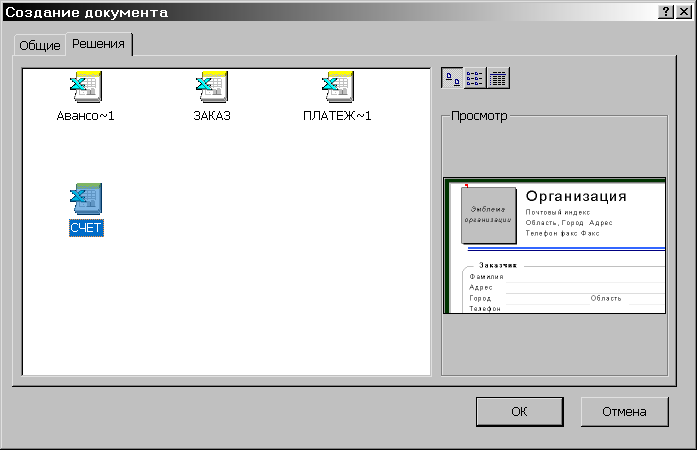 Создание документа
Общие
Решения
Авансо~1
ЗАКАЗ
ПЛАТЕЖ~1
СЧЕТ
Просмотр
Эмблема
организации
Организация
Почтовый индекс
Область, Город Адрес
Телефон факс Факс
Заказчик
Фамилия
Адрес
Город Область
Телефон
ОК
Отмена